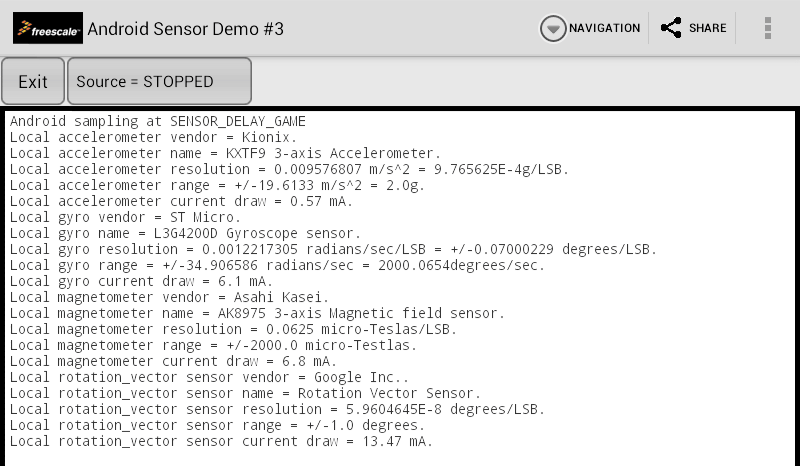 freescale
Android Sensor Demo #3
NAVIGATION
SHARE
Exit
Source = STOPPED
Android sampling at SENSOR_DELAY_GAME
Local accelerometer vendor = Kionix.
Local accelerometer name = KXTF9 3-axis Accelerometer.
Local accelerometer resolution = 0.009576807 m/s^2 = 9.765625E-4g/LSB.
Local accelerometer range = +/-19.6133 m/s^2 = 2.0g.
Local accelerometer current draw = 0.57 mA.
Local gyro vendor = ST Micro.
Local gyro name = L3G4200D Gyroscope sensor.
Local gyro resolution = 0.0012217305 radians/sec/LSB = +/-0.07000229 degrees/LSB.
Local gyro range = +/-34.906586 radians/sec = 2000.0654degrees/sec.
Local gyro current draw = 6.1 mA.
Local magnetometer vendor = Asahi Kasei.
Local magnetometer name = AK8975 3-axis Magnetic field sensor.
Local magnetometer resolution = 0.0625 micro-Teslas/LSB.
Local magnetometer range = +/-2000.0 micro-Testlas.
Local magnetometer current draw = 6.8 mA.
Local rotation_vector sensor vendor = Google Inc..
Local rotation_vector sensor name = Rotation Vector Sensor.
Local rotation_vector sensor resolution = 5.9604645E-8 degrees/LSB.
Local rotation_vector sensor range = +/-1.0 degrees.
Local rotation_vector sensor current draw = 13.47 mA.